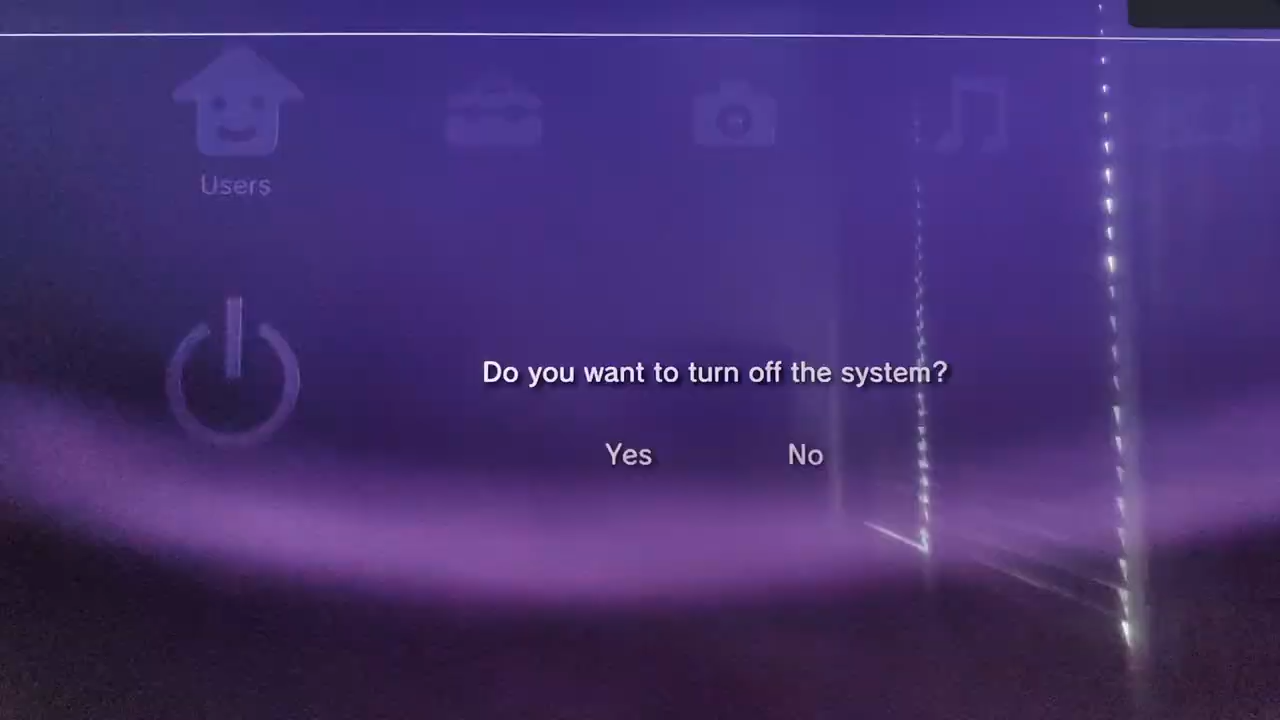 Users
Do you want to turn off the system?
Yes
No